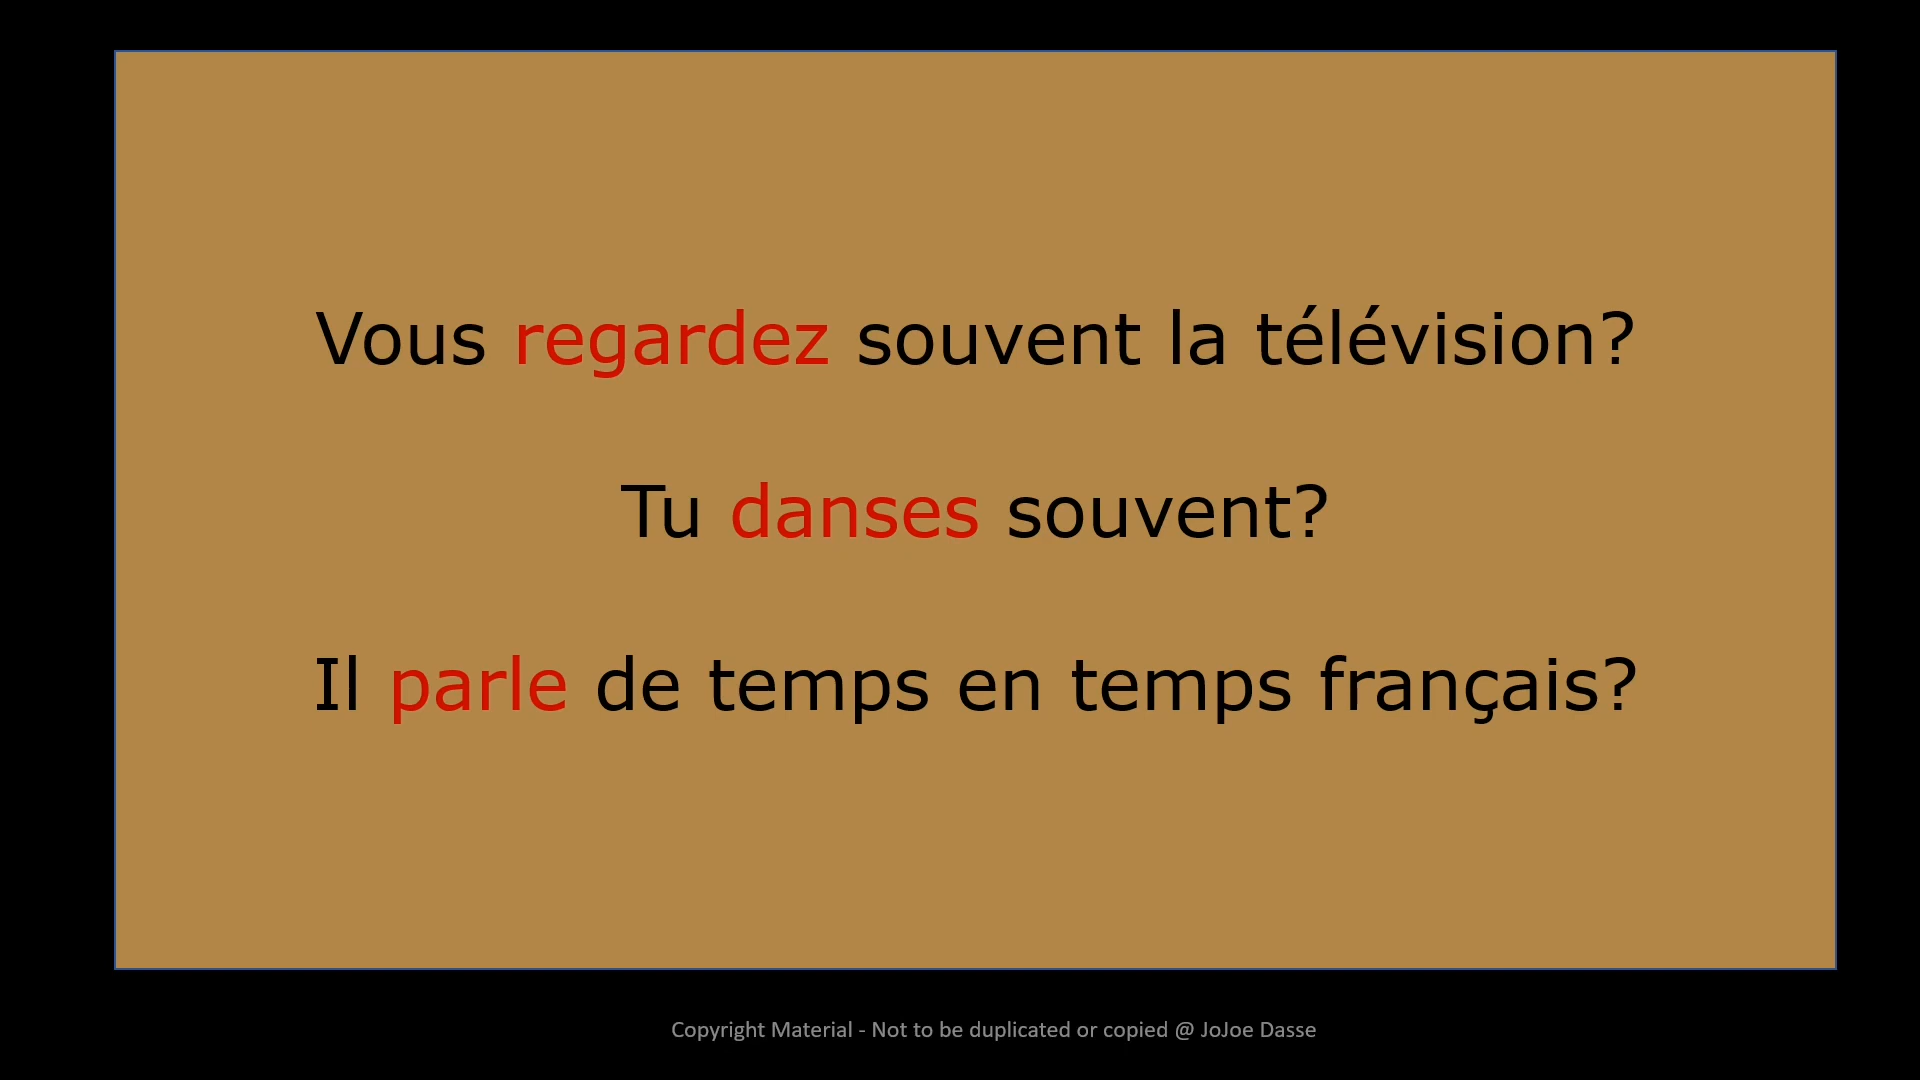 Vous regardez souvent la télévision?
Tu danses souvent?
Il parle de temps en temps français?
Copyright Material - Not to be duplicated or copied @ JoJoe Dasse